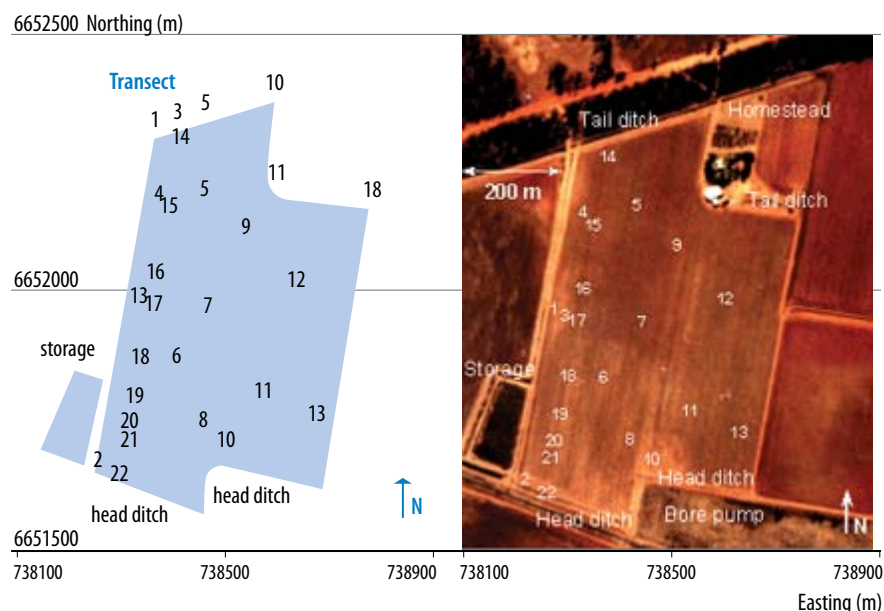 6652500 Northing (m)
Transect
1 3 5 10
14
11
4 15 5 18
9
16
13 17 7 12
6652000
storage
18 6
19 11
20 8 13
21 10
2 22
head ditch
head ditch
N
6651500
738100 738500 738900
Homestead
Tail ditch
14
200 m
Tail ditch
4 5
15
9
16
1 3 17 7 12
Storage
18 6
19 11
20 8 13
21 10
2 22
Head ditch
Head ditch
Bore pump
N
738100 738500 738900
Easting (m)